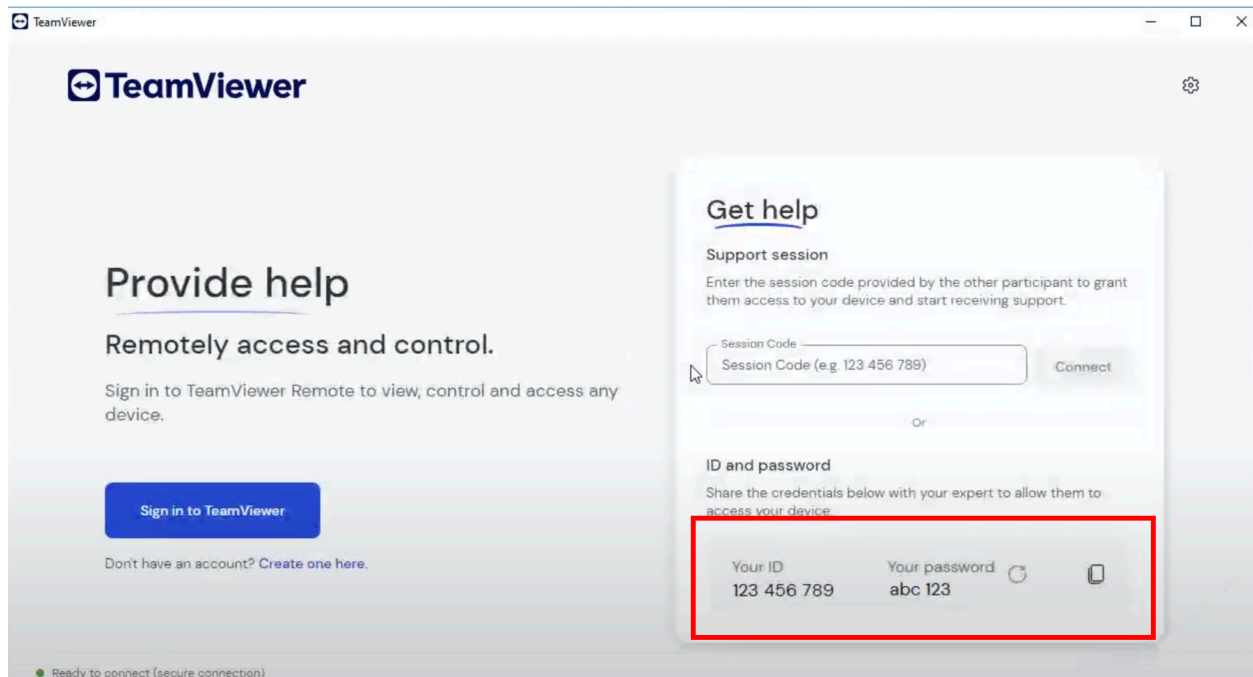 TeamViewer
TeamViewer
Provide help
Remotely access and control.
Sign in to TeamViewer Remote to view, control and access any
device.
Sign in to TeamViewer
Don't have an account? Create one here.
Get help
Support session
Enter the session code provided by the other participant to grant
them access to your device and start receiving support.
Session Code
Session Code (e.g. 123 456 789)
Connect
Or
ID and password
Share the credentials below with your expert to allow them to
access your device.
Your ID
123 456 789
Your password
abc 123
Ready to connect (secure connection)